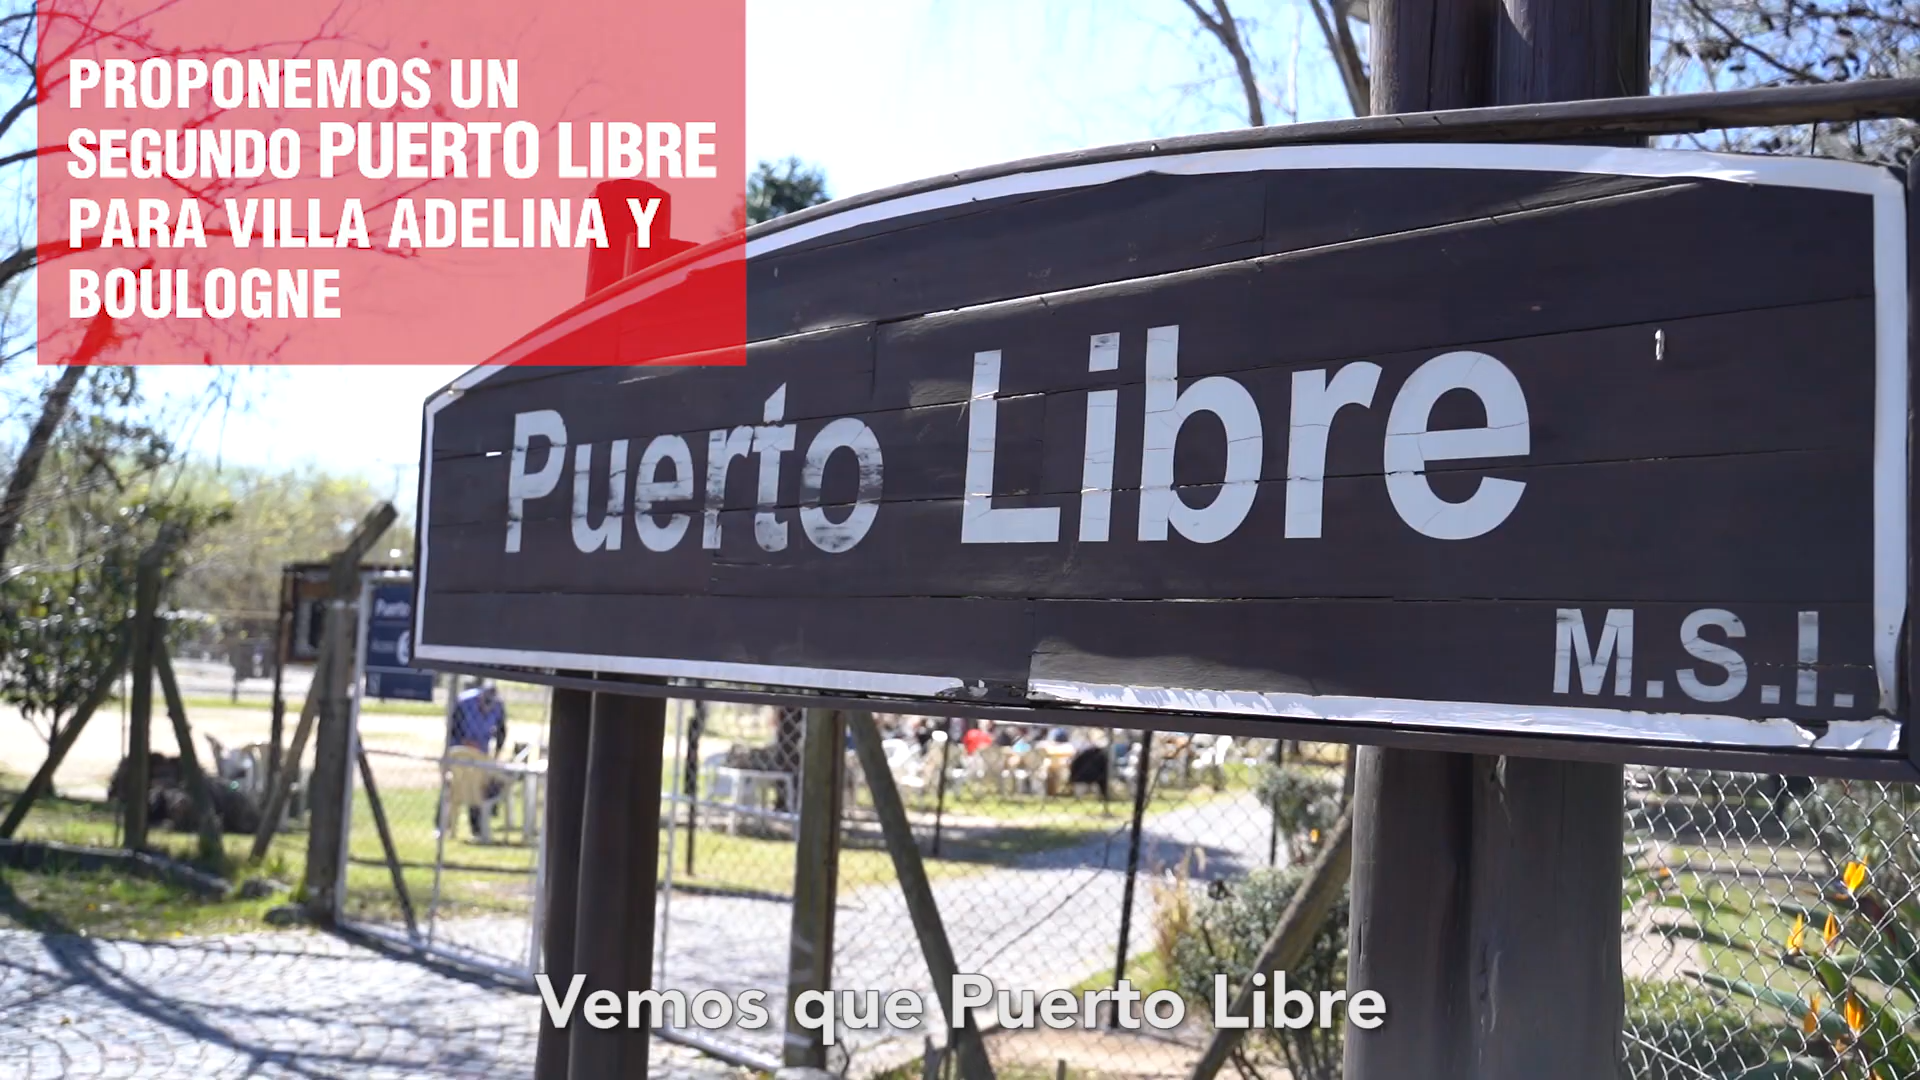 PROPONEMOS UN
SEGUNDO PUERTO LIBRE
PARA VILLA ADELINA Y
BOULOGNE
Puerto Libre
M.S.I.
Vemos que Puerto Libre